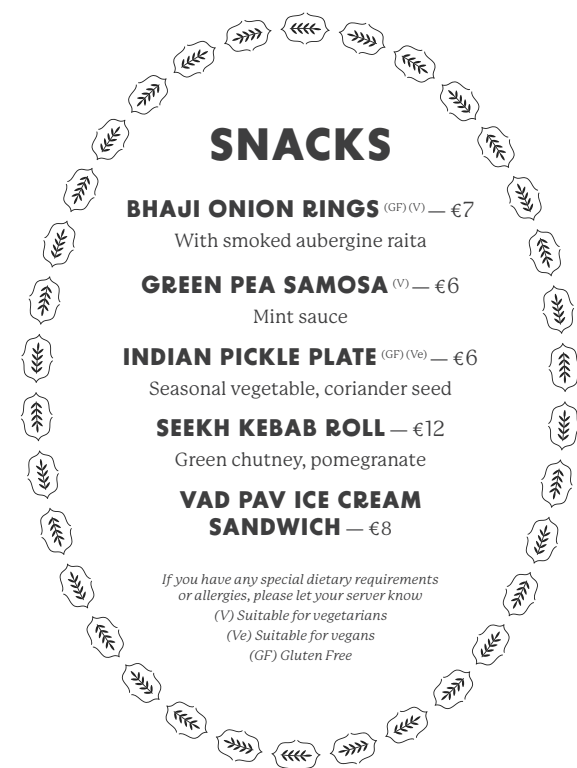 SNACKS
BHAJI ONION RINGS (GF) (V) — €7
With smoked aubergine raita
GREEN PEA SAMOSA (V) — €6
Mint sauce
INDIAN PICKLE PLATE (GF) (Ve) — €6
Seasonal vegetable, coriander seed
SEEKH KEBAB ROLL — €12
Green chutney, pomegranate
VAD PAV ICE CREAM
SANDWICH — €8
If you have any special dietary requirements
or allergies, please let your server know
(V) Suitable for vegetarians
(Ve) Suitable for vegans
(GF) Gluten Free